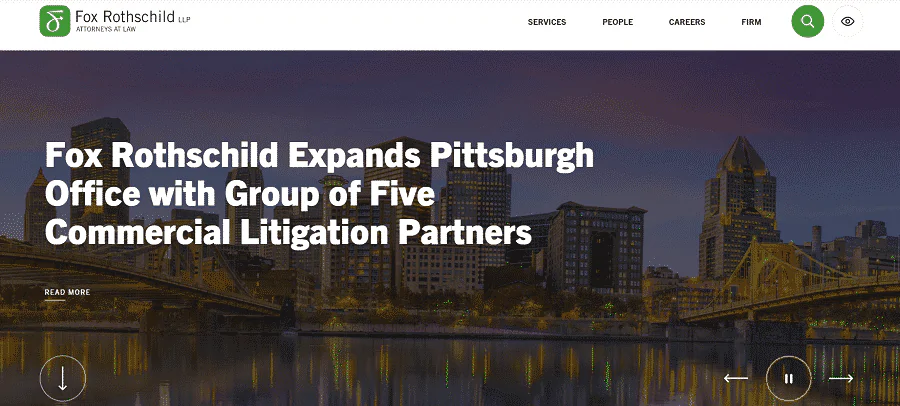 Fox Rothschild LLP
ATTORNEYS AT LAW
SERVICES PEOPLE CAREERS FIRM
Fox Rothschild Expands Pittsburgh
Office with Group of Five
Commercial Litigation Partners
READ MORE